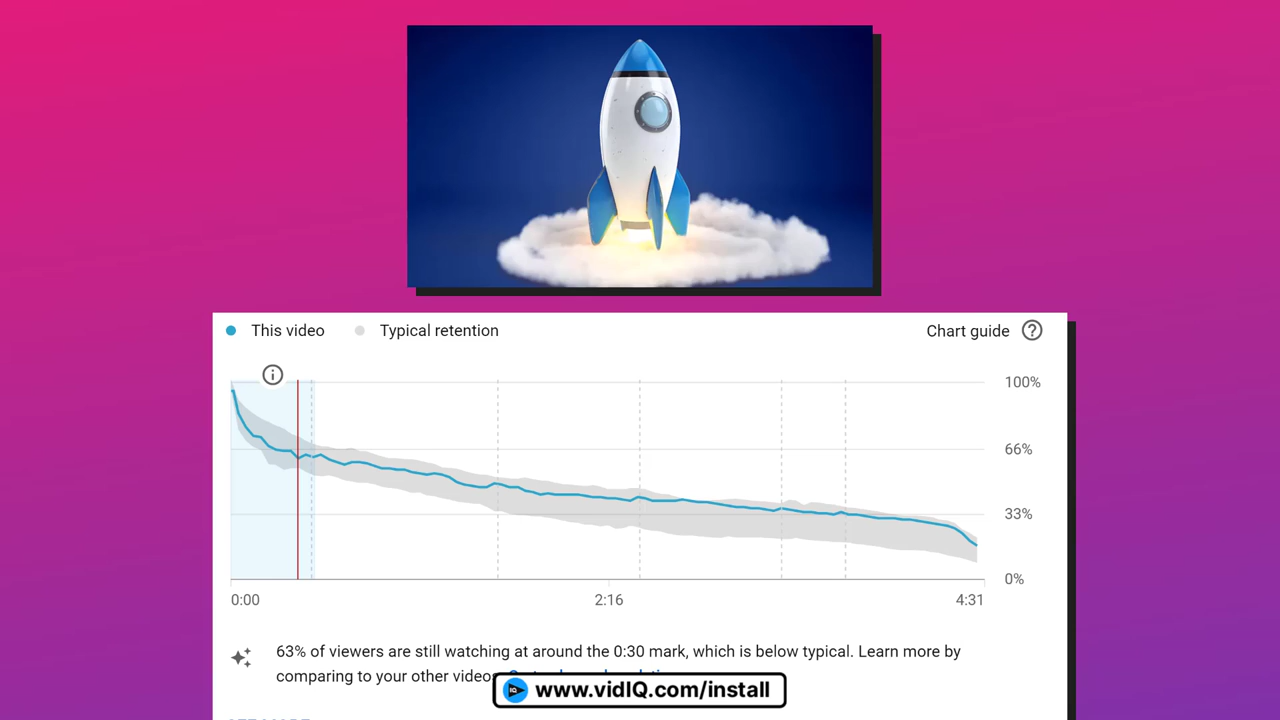 This video
Typical retention
Chart guide
100%
66%
33%
0%
0:00
2:16
4:31
63% of viewers are still watching at around the 0:30 mark, which is below typical. Learn more by
comparing to your other videos.
www.vidIQ.com/install